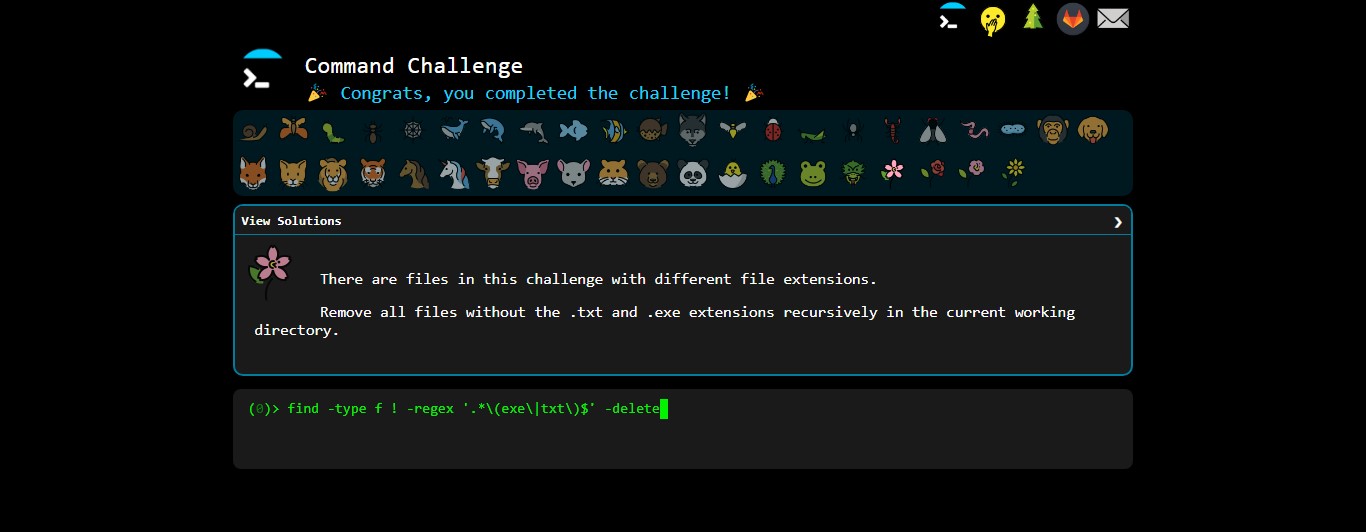 Command Challenge
🎉 Congrats, you completed the challenge! 🎉
View Solutions
There are files in this challenge with different file extensions.
Remove all files without the .txt and .exe extensions recursively in the current working
directory.
(0)> find -type f ! -regex '.*\(exe\|txt\)$' -delete